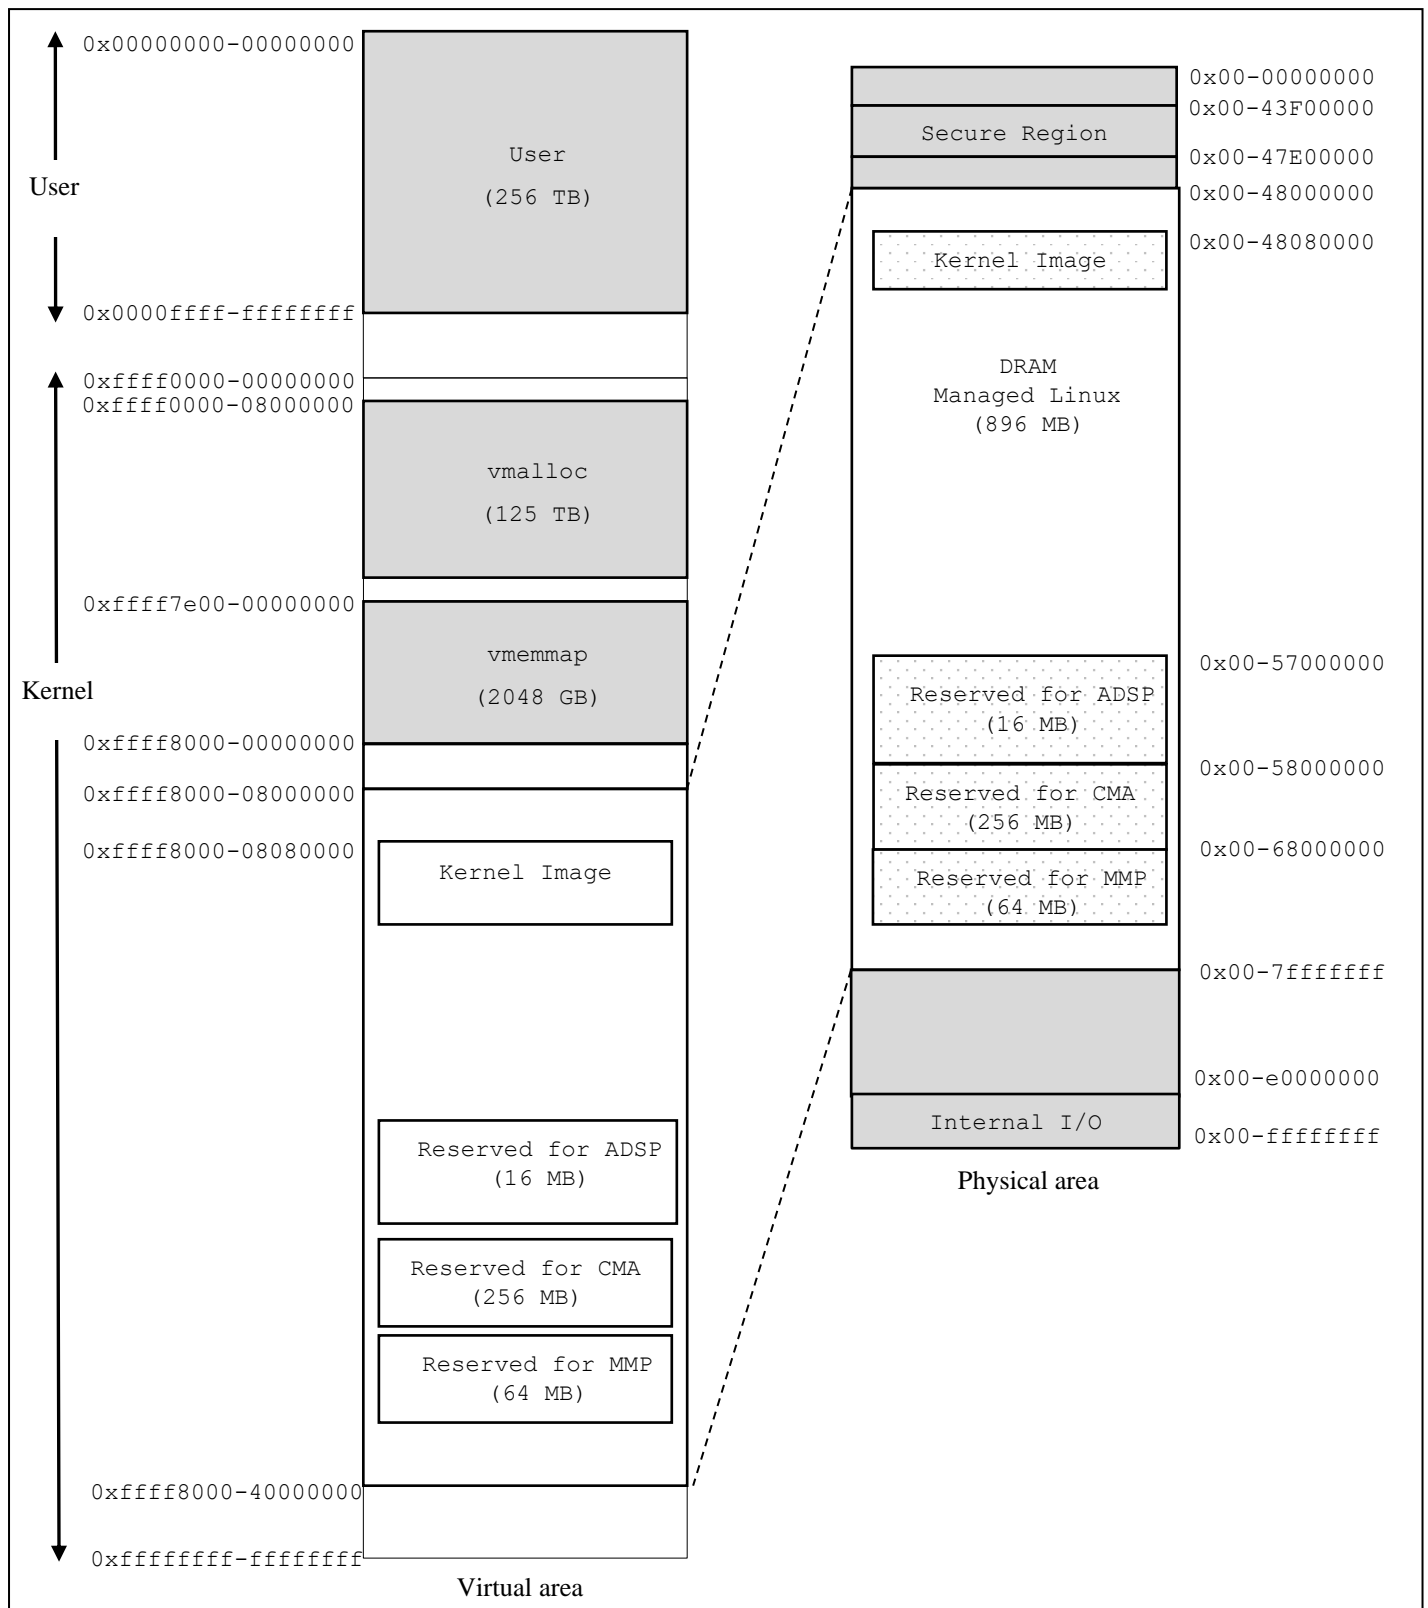 0x00000000-00000000
User
(256 TB)
User
0x0000ffff-ffffffff
0xffff0000-00000000
0xffff0000-08000000
vmalloc
(125 TB)
0xffff7e00-00000000
vmemmap
(2048 GB)
Kernel
0xffff8000-00000000
0xffff8000-08000000
0xffff8000-08080000
Kernel Image
Reserved for ADSP
(16 MB)
Reserved for CMA
(256 MB)
Reserved for MMP
(64 MB)
0xffff8000-40000000
0xffffffff-ffffffff
Virtual area
0x00-00000000
0x00-43F00000
Secure Region
0x00-47E00000
0x00-48000000
0x00-48080000
Kernel Image
DRAM
Managed Linux
(896 MB)
0x00-57000000
Reserved for ADSP
(16 MB)
0x00-58000000
Reserved for CMA
(256 MB)
0x00-68000000
Reserved for MMP
(64 MB)
0x00-7fffffff
0x00-e0000000
Internal I/O
0x00-ffffffff
Physical area